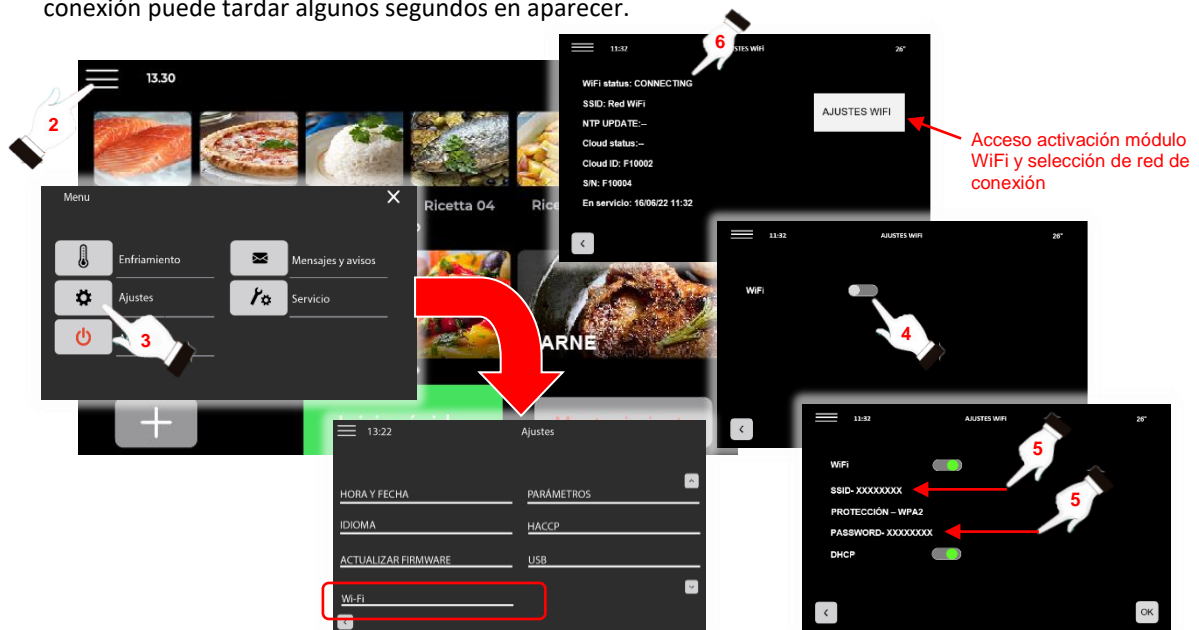 conexión puede tardar algunos segundos en aparecer.
11:32
6
26°
WiFi status: CONNECTING
SSID: Red WiFi
NTP UPDATE:--
Cloud status:--
Cloud ID: F10002
S/N: F10004
En servicio: 16/06/22 11:32
AJUSTES WIFI
<
Acceso activación módulo
WiFi y selección de red de
conexión
13.30
2
Ricetta 04
ARNE
Menu
X
Enfriamiento
Mensajes y avisos
Ajustes
Servicio
3
11:32
AJUSTES WIFI
26°
WiFi
4
<
13:22
Ajustes
HORA Y FECHA
PARÁMETROS
IDIOMA
HACCP
ACTUALIZAR FIRMWARE
USB
Wi-Fi
<
11:32
AJUSTES WIFI
26°
WiFi
5
SSID- XXXXXXXX
5
PROTECCIÓN – WPA2
PASSWORD- XXXXXXXX
DHCP
<
OK